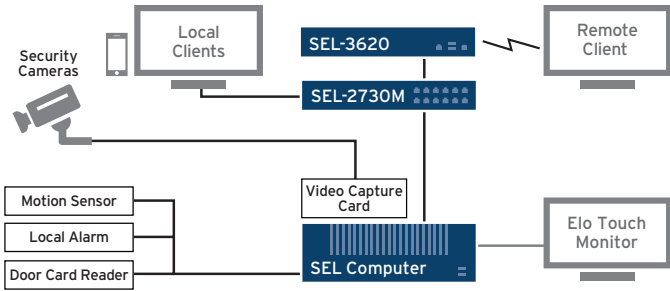 Local
Clients
SEL-3620
Remote
Client
Security
Cameras
SEL-2730M
Video Capture
Card
Motion Sensor
Local Alarm
Door Card Reader
SEL Computer
Elo Touch
Monitor